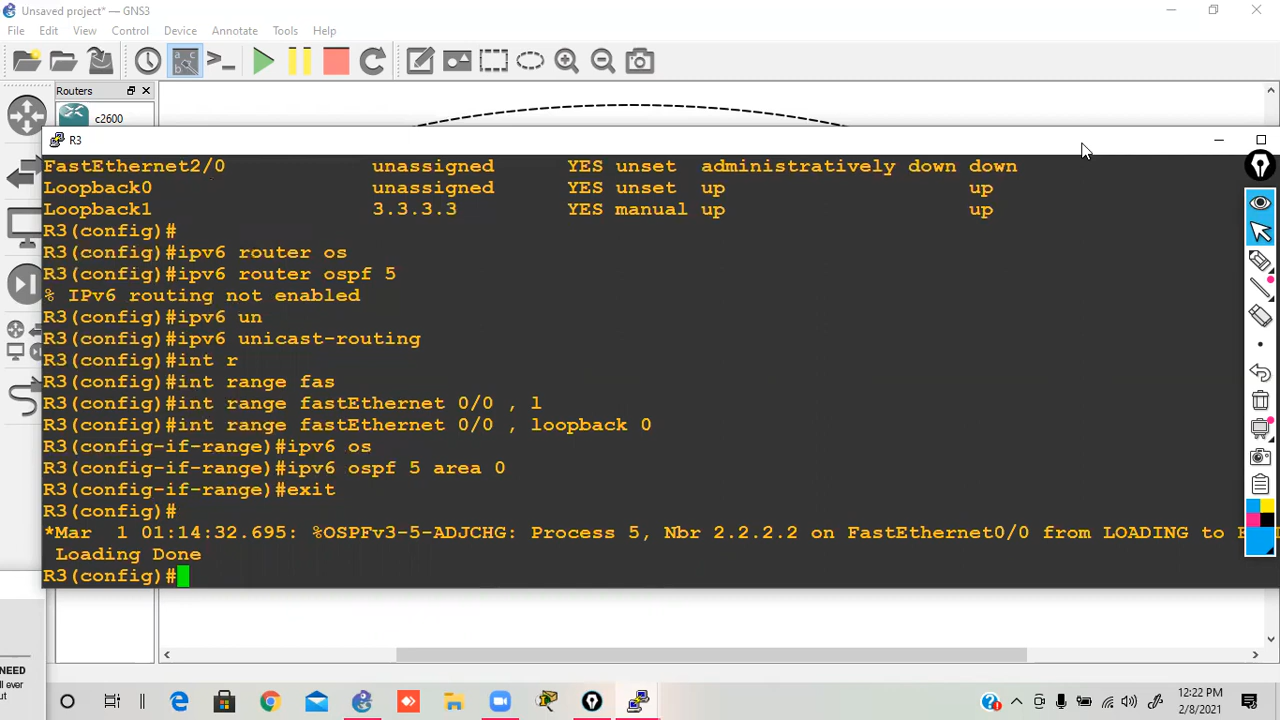 Unsaved project* — GNS3
File Edit View Control Device Annotate Tools Help
Routers
c2600
R3
FastEthernet2/0 unassigned YES unset administratively down down
Loopback0 unassigned YES unset up up
Loopback1 3.3.3.3 YES manual up up
R3(config)#
R3(config)#ipv6 router os
R3(config)#ipv6 router ospf 5
% IPv6 routing not enabled
R3(config)#ipv6 un
R3(config)#ipv6 unicast-routing
R3(config)#int r
R3(config)#int range fas
R3(config)#int range fastEthernet 0/0 , l
R3(config)#int range fastEthernet 0/0 , loopback 0
R3(config-if-range)#ipv6 os
R3(config-if-range)#ipv6 ospf 5 area 0
R3(config-if-range)#exit
R3(config)#
*Mar 1 01:14:32.695: %OSPFv3-5-ADJCHG: Process 5, Nbr 2.2.2.2 on FastEthernet0/0 from LOADING to
Loading Done
R3(config)#
NEED
ll ever
ut
12:22 PM
2/8/2021